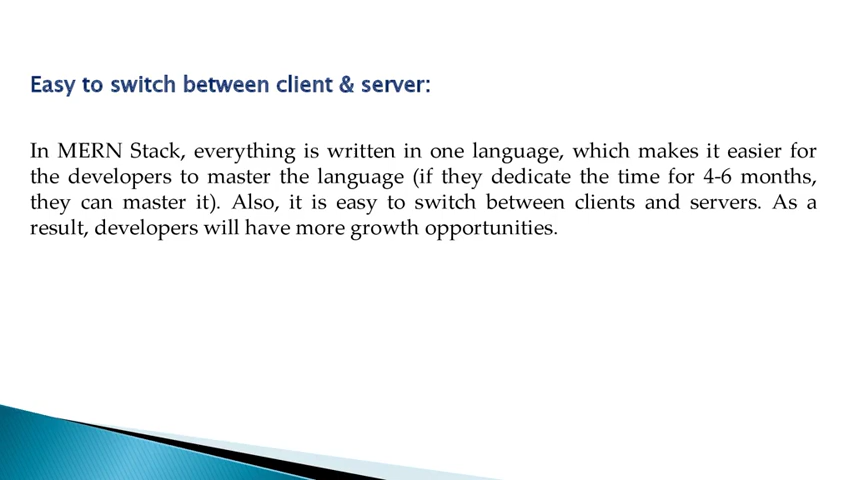 Easy to switch between client & server:
In MERN Stack, everything is written in one language, which makes it easier for
the developers to master the language (if they dedicate the time for 4-6 months,
they can master it). Also, it is easy to switch between clients and servers. As a
result, developers will have more growth opportunities.